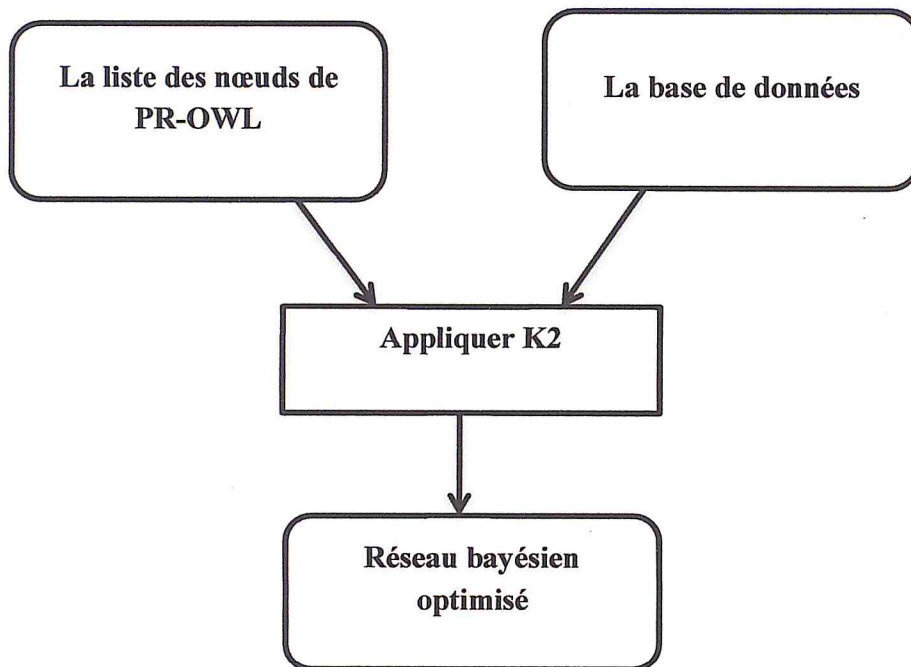 La liste des nœuds de
PR-OWL
La base de données
Appliquer K2
Réseau bayésien
optimisé